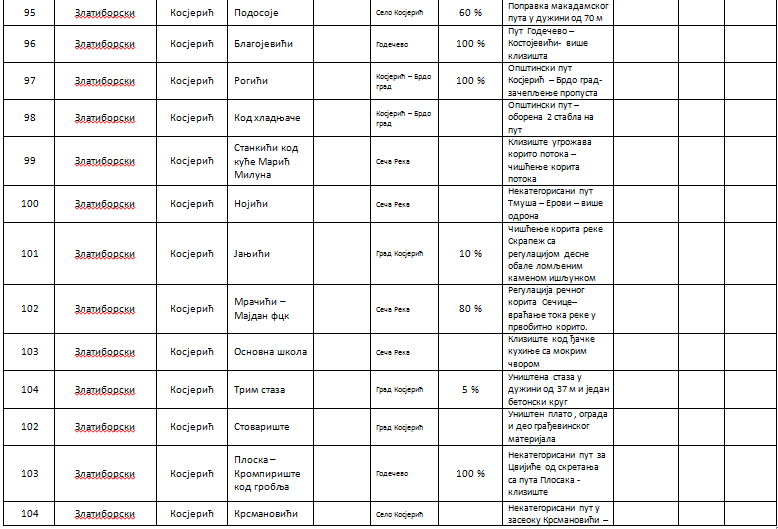 95 Златиборски Косјерић Подосоје Село Косјерић 60 % Поправка макадамског
пута у дужини од 70 м
96 Златиборски Косјерић Благојевићи Годечево 100 % Пут Годечево –
Костојевићи- више
клизишта
97 Златиборски Косјерић Рогићи Косјерић – Брдо
град 100 % Општински пут
Косјерић – Брдо град-
зачепљење пропуста
98 Златиборски Косјерић Код хладњаче Косјерић – Брдо
град Општински пут –
оборена 2 стабла на
пут
99 Златиборски Косјерић Станкићи код
куће Марић
Милуна Сеча Река Клизиште угрожава
корито потока –
чишћење корита
потока
100 Златиборски Косјерић Нојићи Сеча Река Некатегорисани пут
Тмуша – Ерови – више
одрона
101 Златиборски Косјерић Јањићи Град Косјерић 10 % Чишћење корита реке
Скрапеж са
регулацијом десне
обале ломљеним
каменом ишљунком
102 Златиборски Косјерић Мрачићи –
Мајдан фцк Сеча Река 80 % Регулација речног
корита Сечице–
враћање тока реке у
првобитно корито.
103 Златиборски Косјерић Основна школа Сеча Река Клизиште код ђачке
кухиње са мокрим
чвором
104 Златиборски Косјерић Трим стаза Град Косјерић 5 % Уништена стаза у
дужини од 37 м и један
бетонски круг
102 Златиборски Косјерић Стовариште Град Косјерић Уништен плато , ограда
и део грађевинског
материјала
103 Златиборски Косјерић Плоска –
Кромпириште
код гробља Годечево 100 % Некатегорисани пут за
Цвијиће од скретања
са пута Плосака -
клизиште
104 Златиборски Косјерић Крсмановићи Село Косјерић Некатегорисани пут у
засеоку Крсмановићи –